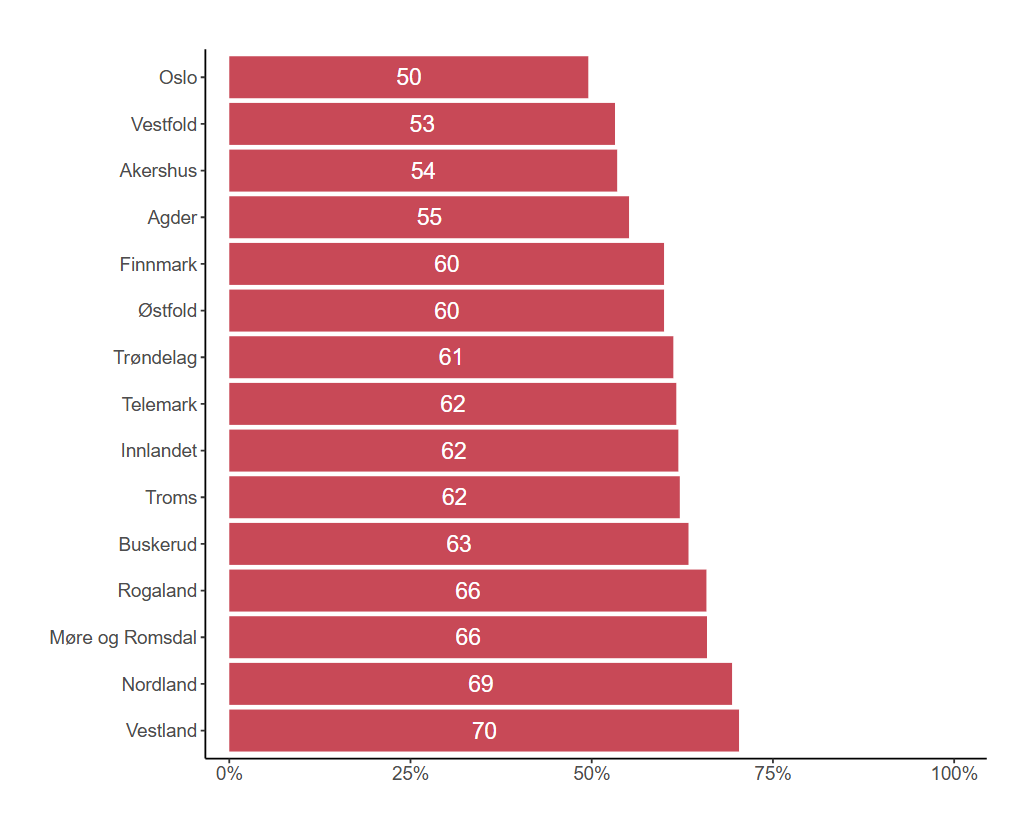 Oslo 50
Vestfold 53
Akershus 54
Agder 55
Finnmark 60
Østfold 60
Trøndelag 61
Telemark 62
Innlandet 62
Troms 62
Buskerud 63
Rogaland 66
Møre og Romsdal 66
Nordland 69
Vestland 70
0% 25% 50% 75% 100%